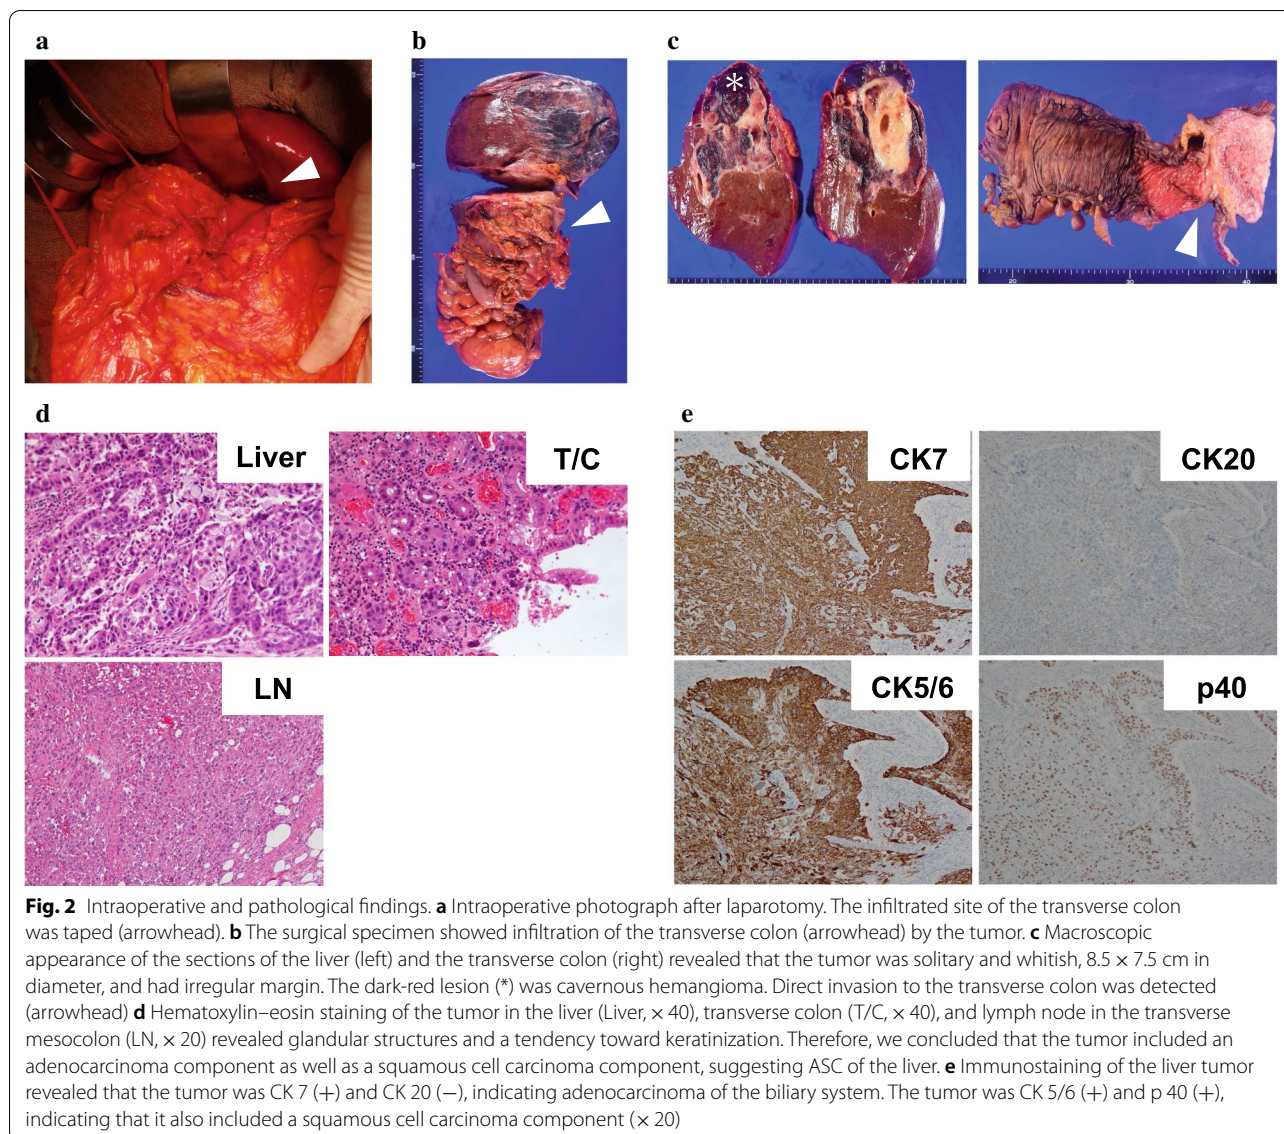 a
b
c
*
20 30 40
d
e
Liver
T/C
CK7
CK20
LN
CK5/6
p40
Fig. 2 Intraoperative and pathological findings. a Intraoperative photograph after laparotomy. The infiltrated site of the transverse colon
was taped (arrowhead). b The surgical specimen showed infiltration of the transverse colon (arrowhead) by the tumor. c Macroscopic
appearance of the sections of the liver (left) and the transverse colon (right) revealed that the tumor was solitary and whitish, 8.5 × 7.5 cm in
diameter, and had irregular margin. The dark-red lesion (*) was cavernous hemangioma. Direct invasion to the transverse colon was detected
(arrowhead) d Hematoxylin–eosin staining of the tumor in the liver (Liver, × 40), transverse colon (T/C, × 40), and lymph node in the transverse
mesocolon (LN, × 20) revealed glandular structures and a tendency toward keratinization. Therefore, we concluded that the tumor included an
adenocarcinoma component as well as a squamous cell carcinoma component, suggesting ASC of the liver. e Immunostaining of the liver tumor
revealed that the tumor was CK 7 (+) and CK 20 (−), indicating adenocarcinoma of the biliary system. The tumor was CK 5/6 (+) and p 40 (+),
indicating that it also included a squamous cell carcinoma component (× 20)